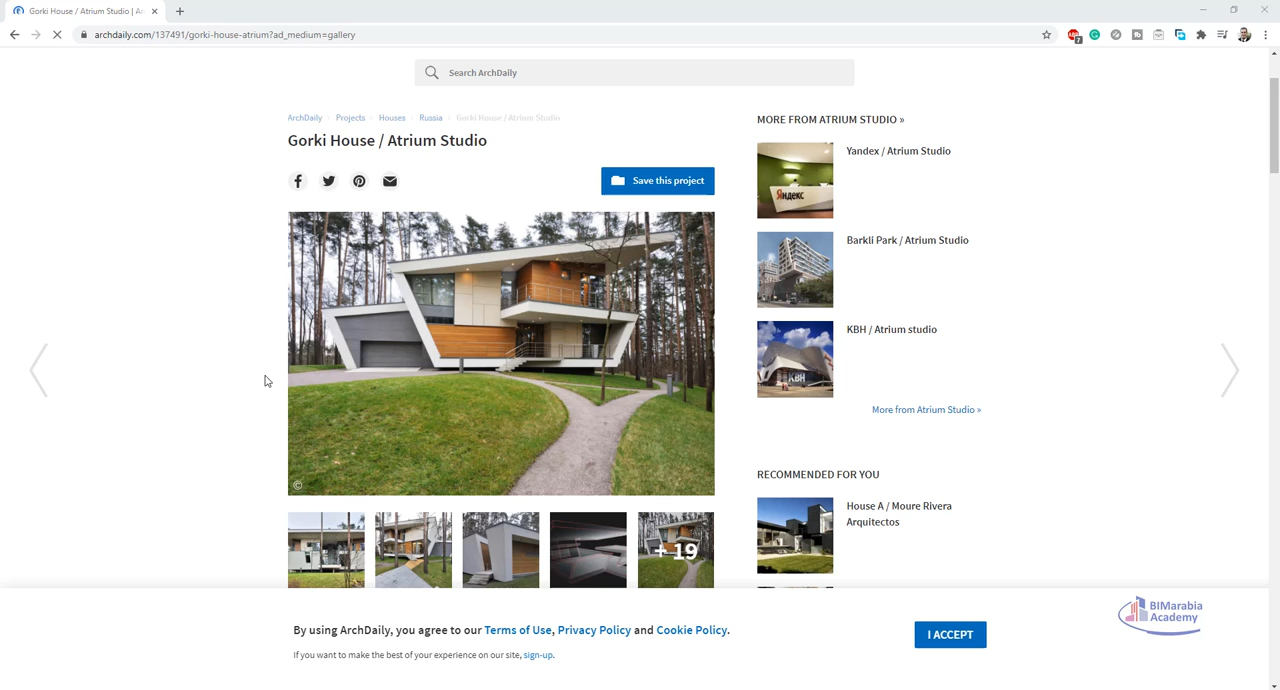 Gorki House / Atrium Studio | Ar
archdaily.com/137491/gorki-house-atrium?ad_medium=gallery
7
Search ArchDaily
ArchDaily
Projects
Houses
Russia
Gorki House / Atrium Studio
Gorki House / Atrium Studio
Save this project
©
+ 19
MORE FROM ATRIUM STUDIO »
Yandex / Atrium Studio
Яндекс
Barkli Park / Atrium Studio
KBH / Atrium studio
КВН
More from Atrium Studio »
RECOMMENDED FOR YOU
House A / Moure Rivera
Arquitectos
By using ArchDaily, you agree to our Terms of Use, Privacy Policy and Cookie Policy.
If you want to make the best of your experience on our site, sign-up.
I ACCEPT
BIMarabia
Academy